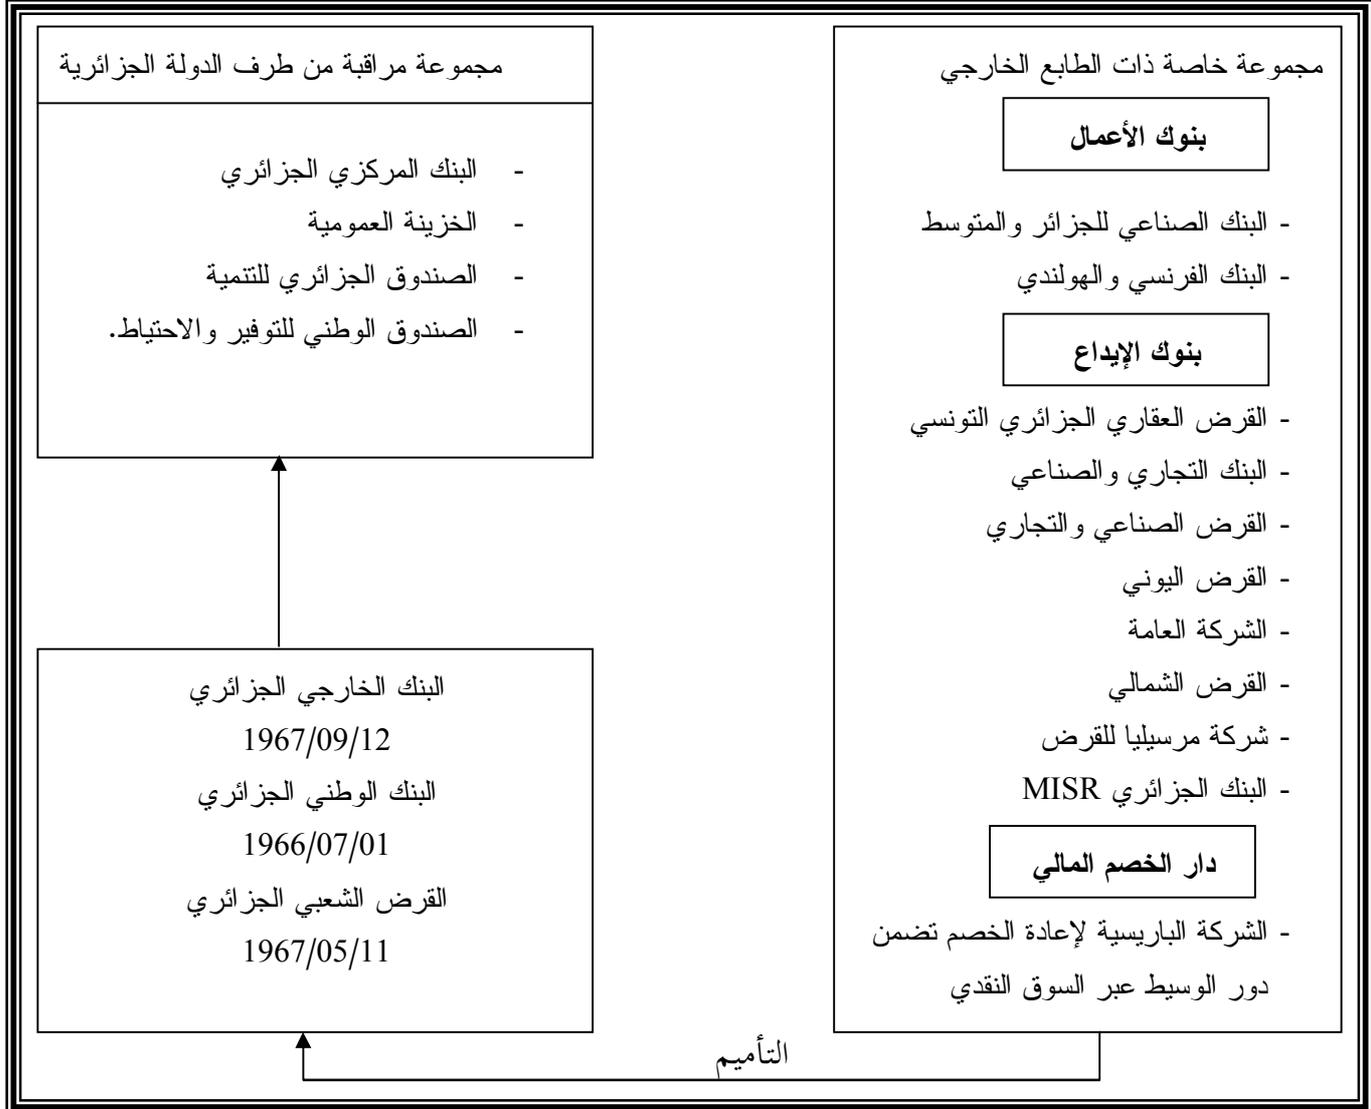 مجموعة خاصة ذات الطابع الخارجي
بنوك الأعمال
- البنك الصناعي للجزائر والمتوسط
- البنك الفرنسي والهولندي
بنوك الإيداع
- القرض العقاري الجزائري التونسي
- البنك التجاري والصناعي
- القرض الصناعي والتجاري
- القرض اليوني
- الشركة العامة
- القرض الشمالي
- شركة مرسيليا للقرض
- البنك الجزائري MISR
دار الخصم المالي
- الشركة الباريسية لإعادة الخصم تضمن
دور الوسيط عبر السوق النقدي
مجموعة مراقبة من طرف الدولة الجزائرية
- البنك المركزي الجزائري
- الخزينة العمومية
- الصندوق الجزائري للتنمية
- الصندوق الوطني للتوفير والاحتياط.
البنك الخارجي الجزائري
1967/09/12
البنك الوطني الجزائري
1966/07/01
القرض الشعبي الجزائري
1967/05/11
التأميم